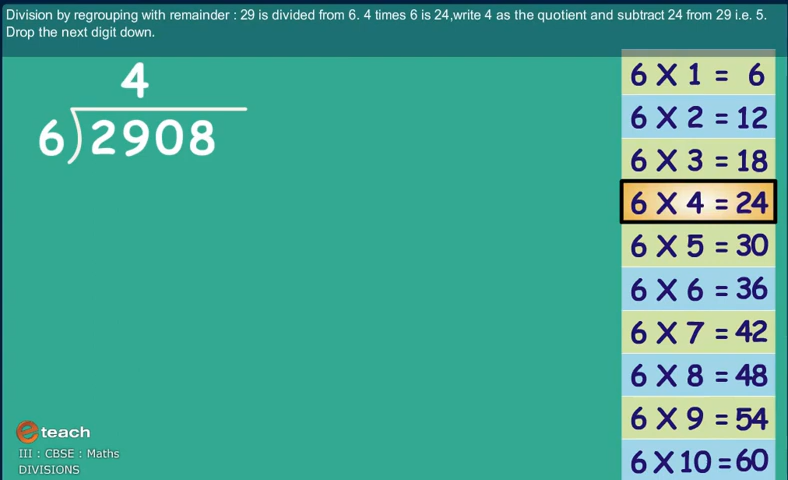 Division by regrouping with remainder : 29 is divided from 6. 4 times 6 is 24,write 4 as the quotient and subtract 24 from 29 i.e. 5.
Drop the next digit down.
4
6)2908
6 X 1 = 6
6 X 2 = 12
6 X 3 = 18
6 X 4 = 24
6 X 5 = 30
6 X 6 = 36
6 X 7 = 42
6 X 8 = 48
6 X 9 = 54
6 X 10 = 60
e teach
III : CBSE : Maths
DIVISIONS